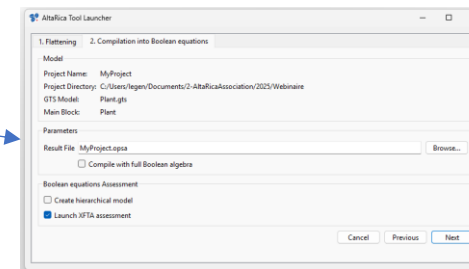 AltaRica Tool Launcher
1. Flattening 2. Compilation into Boolean equations
Model
Project Name: MyProject
Project Directory: C:/Users/legen/Documents/2-AltaRicaAssociation/2025/Webinaire
GTS Model: Plant.gts
Main Block: Plant
Parameters
Result File MyProject.opsa Browse...
Compile with full Boolean algebra
Boolean equations Assessment
Create hierarchical model
Launch XFTA assessment
Cancel Previous Next